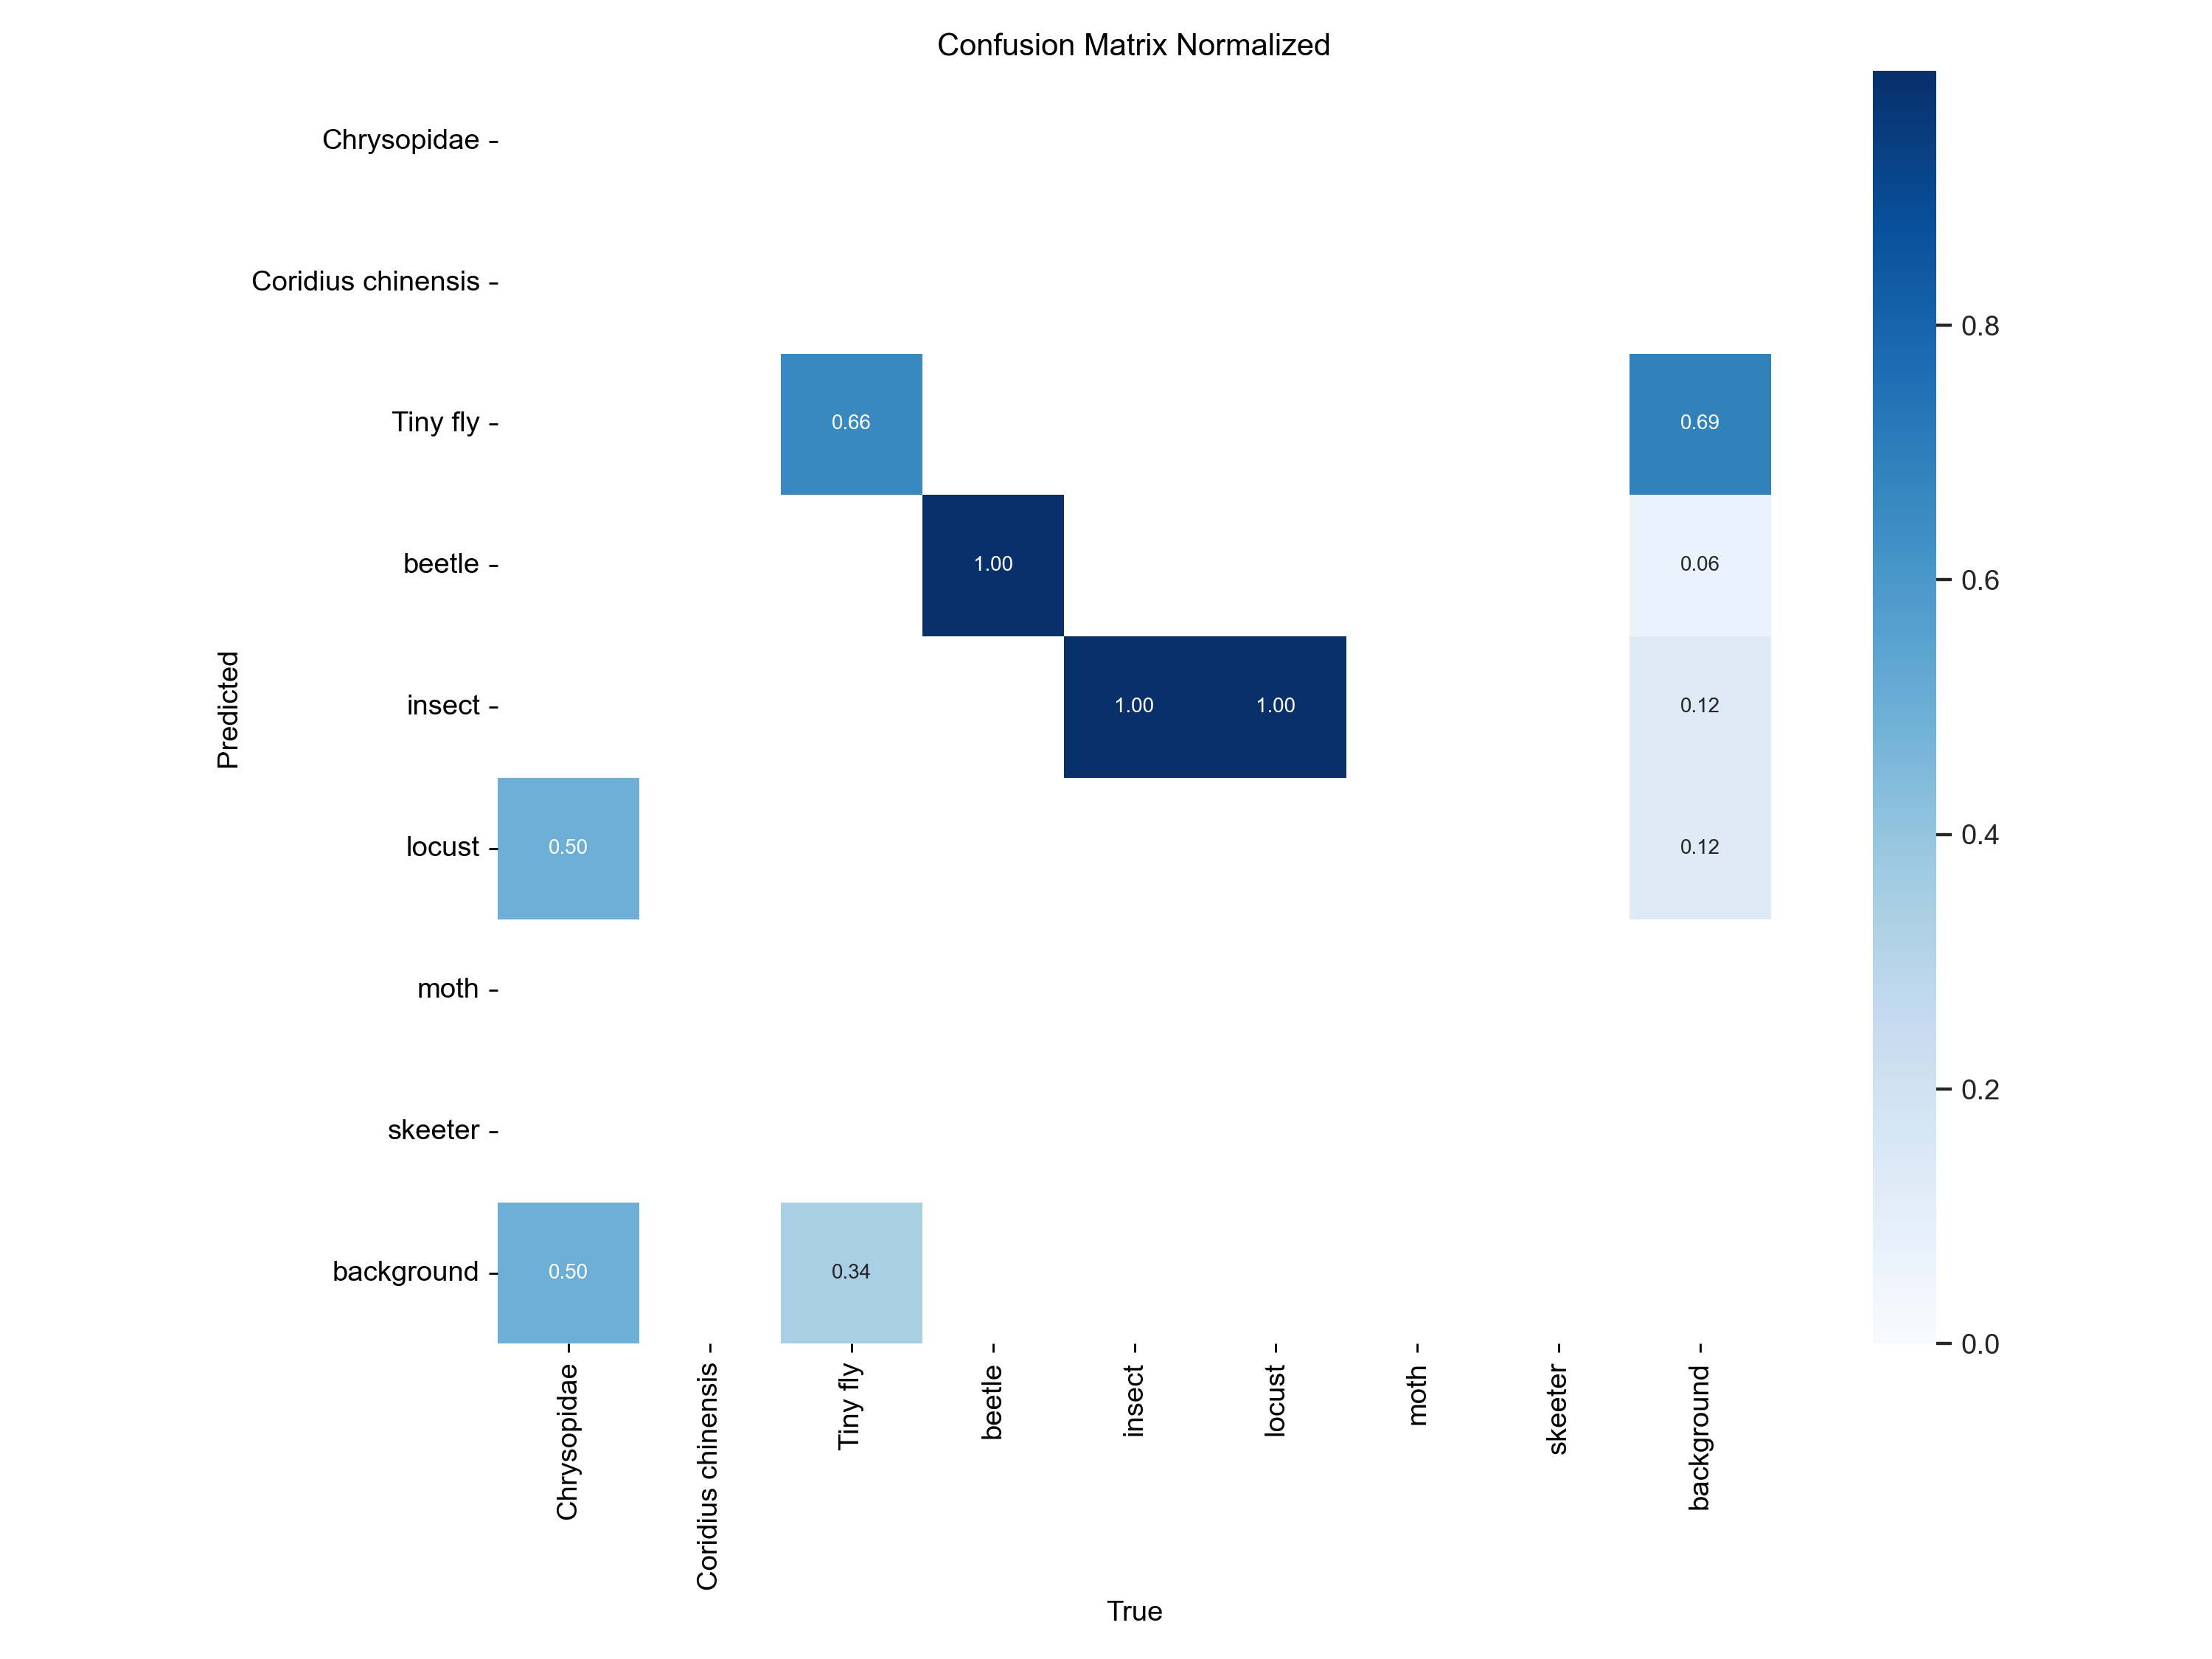 Confusion Matrix Normalized
Chrysopidae
Coridius chinensis
Tiny fly
beetle
insect
locust
moth
skeeter
background
Predicted
0.66
0.69
1.00
0.06
1.00
1.00
0.12
0.50
0.12
0.50
0.34
0.8
0.6
0.4
0.2
0.0
Chrysopidae
Coridius chinensis
Tiny fly
beetle
insect
locust
moth
skeeter
background
True